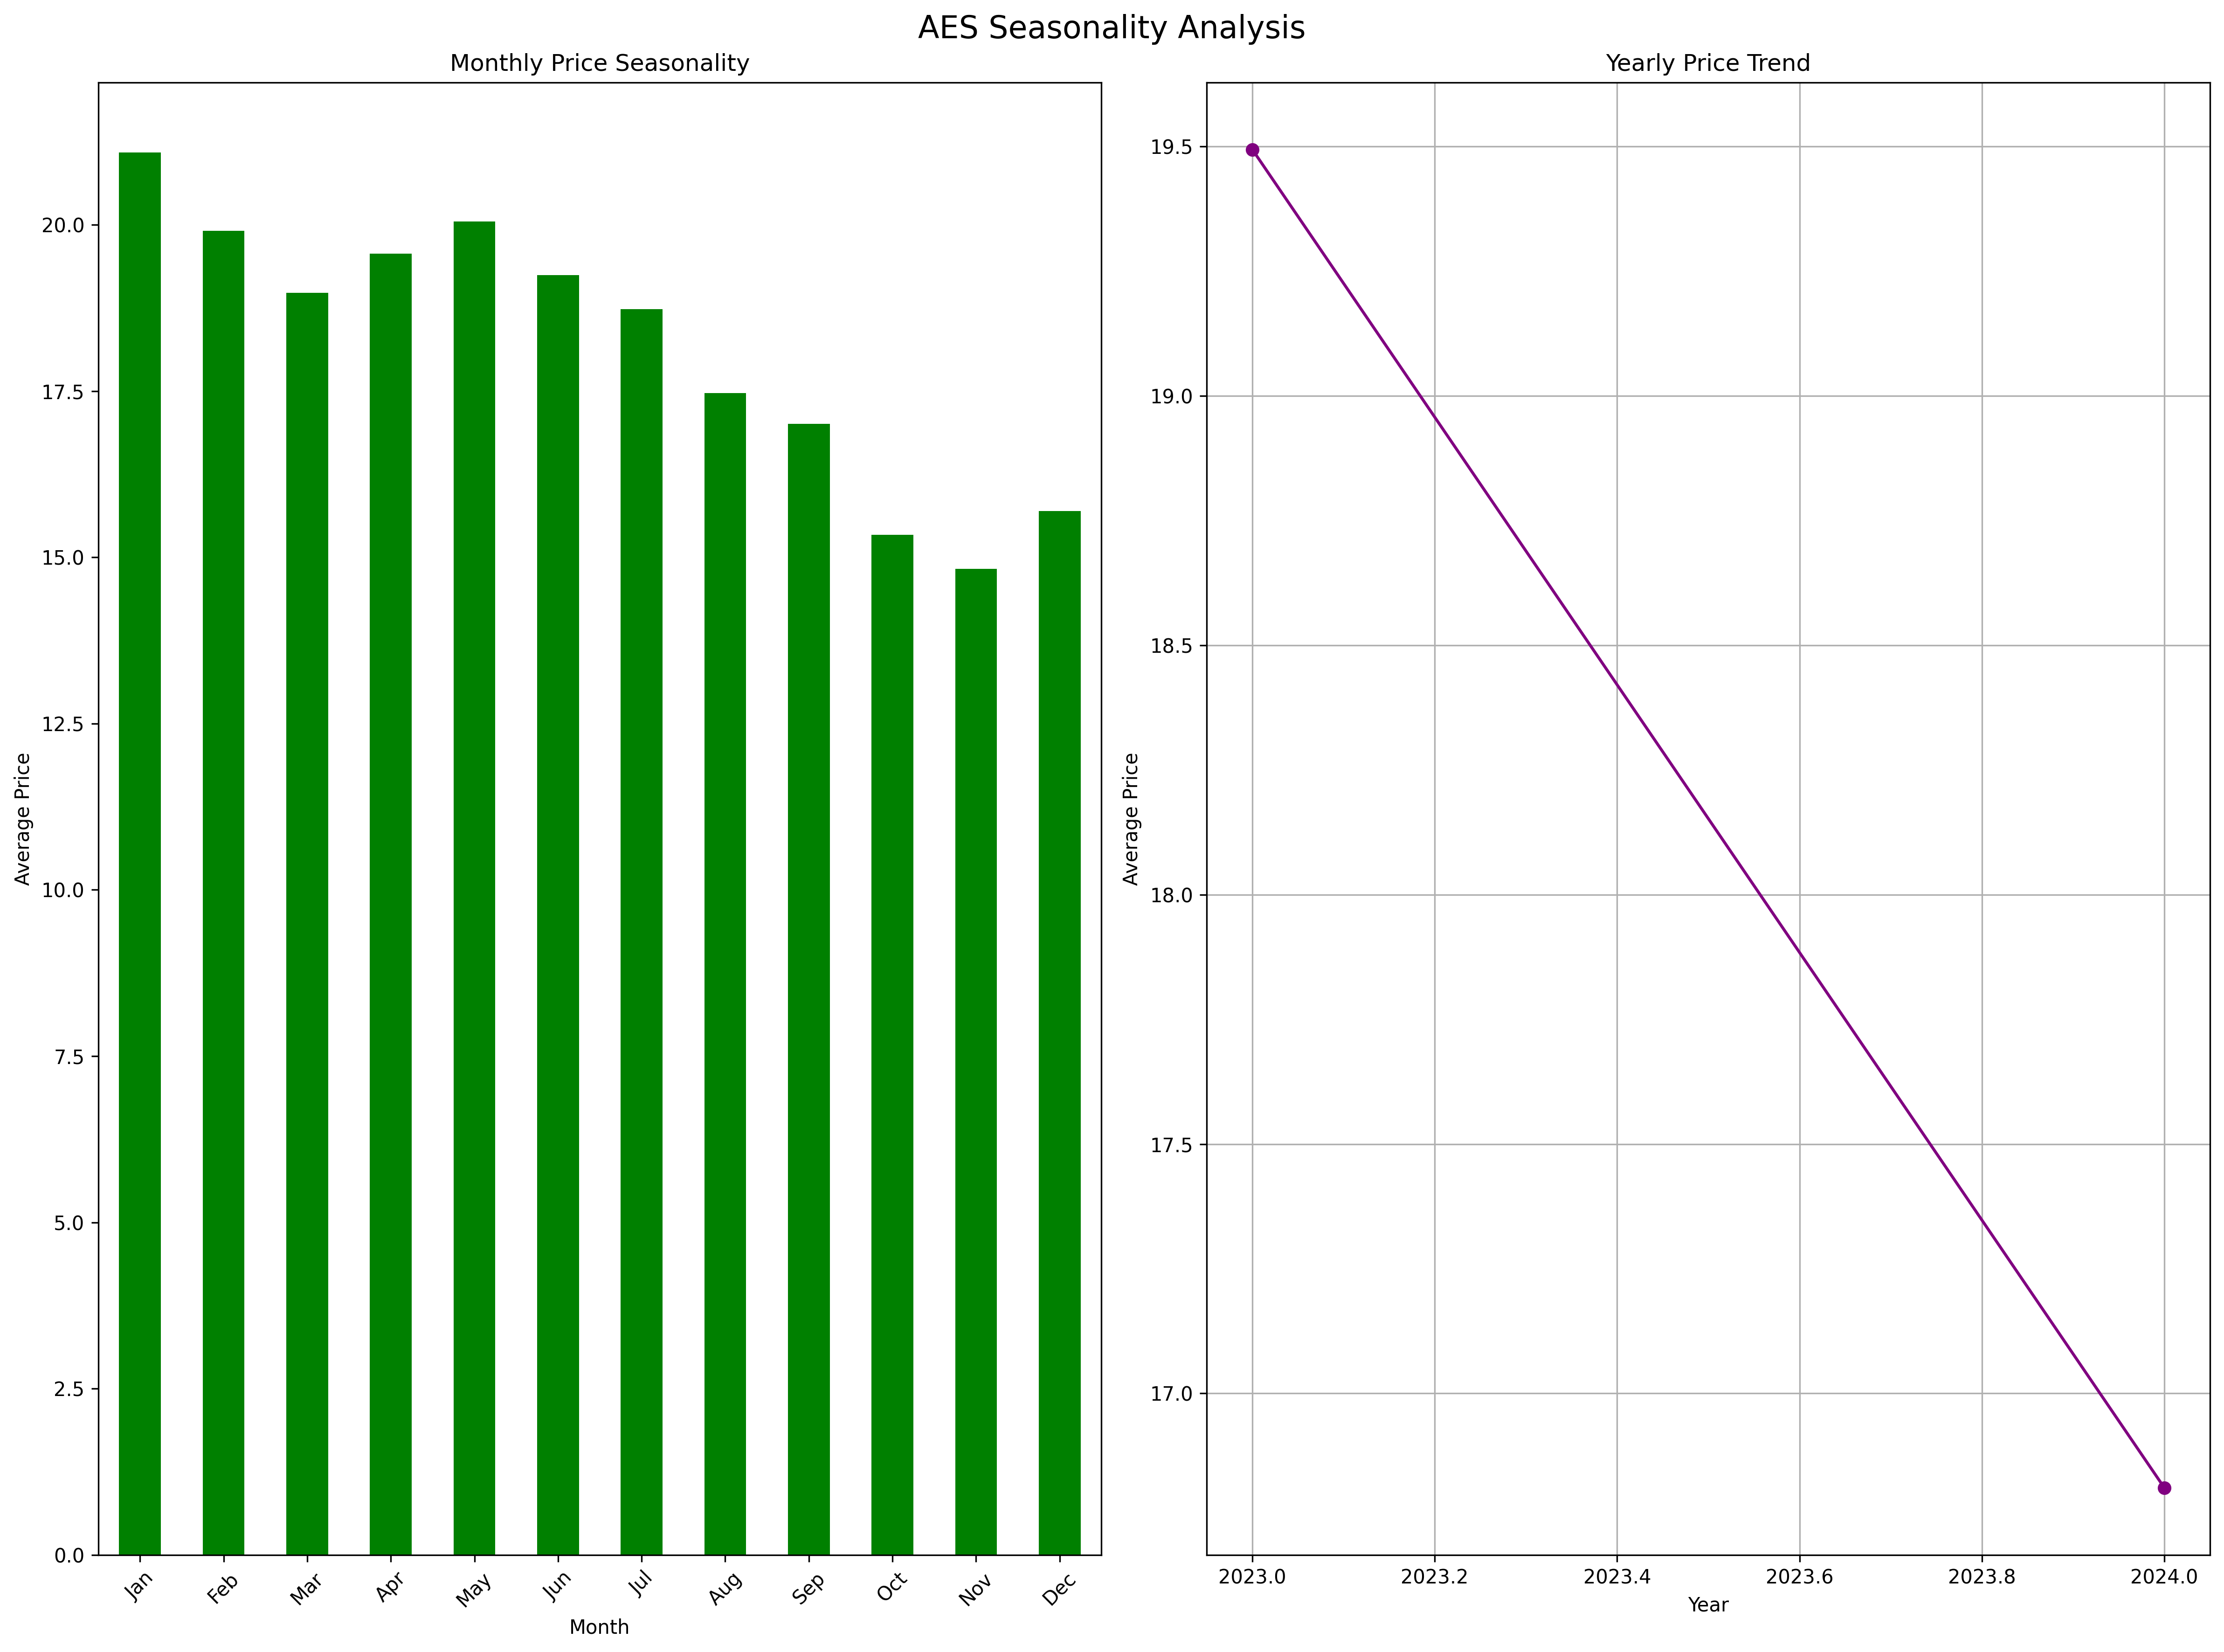 AES Seasonality Analysis
Monthly Price Seasonality
Average Price
20.0
17.5
15.0
12.5
10.0
7.5
5.0
2.5
0.0
Jan
Feb
Mar
Apr
May
Jun
Jul
Aug
Sep
Oct
Nov
Dec
Month
Yearly Price Trend
Average Price
19.5
19.0
18.5
18.0
17.5
17.0
2023.0
2023.2
2023.4
2023.6
2023.8
2024.0
Year